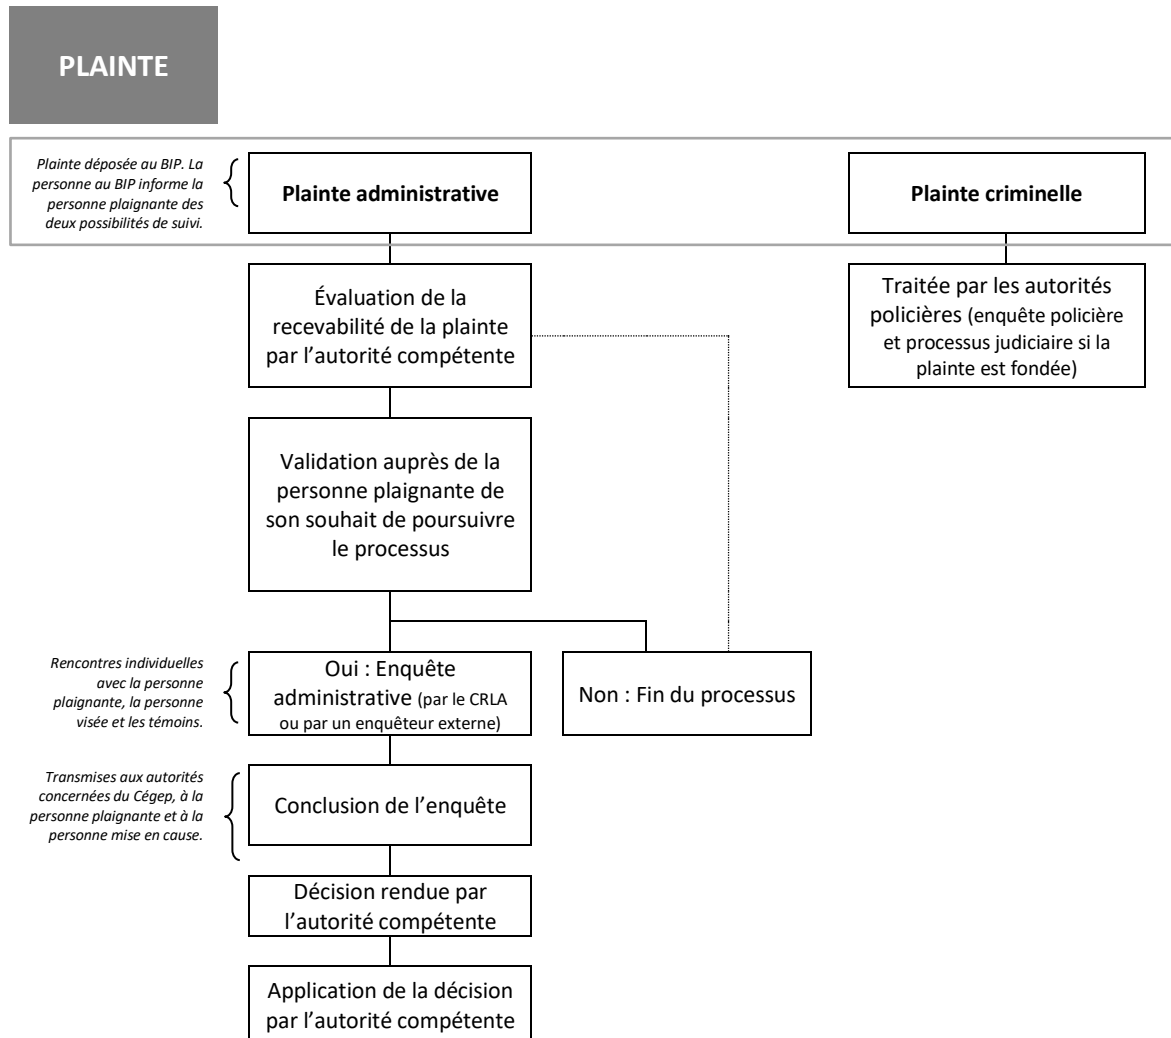 PLAINTE
Plainte déposée au BIP. La
personne au BIP informe la
personne plaignante des
deux possibilités de suivi.
Plainte administrative
Plainte criminelle
Évaluation de la
recevabilité de la plainte
par l’autorité compétente
Traitée par les autorités
policières (enquête policière
et processus judiciaire si la
plainte est fondée)
Validation auprès de la
personne plaignante de
son souhait de poursuivre
le processus
Rencontres individuelles
avec la personne
plaignante, la personne
visée et les témoins.
Oui : Enquête
administrative (par le CRLA
ou par un enquêteur externe)
Non : Fin du processus
Transmises aux autorités
concernées du Cégep, à la
personne plaignante et à la
personne mise en cause.
Conclusion de l’enquête
Décision rendue par
l’autorité compétente
Application de la décision
par l’autorité compétente